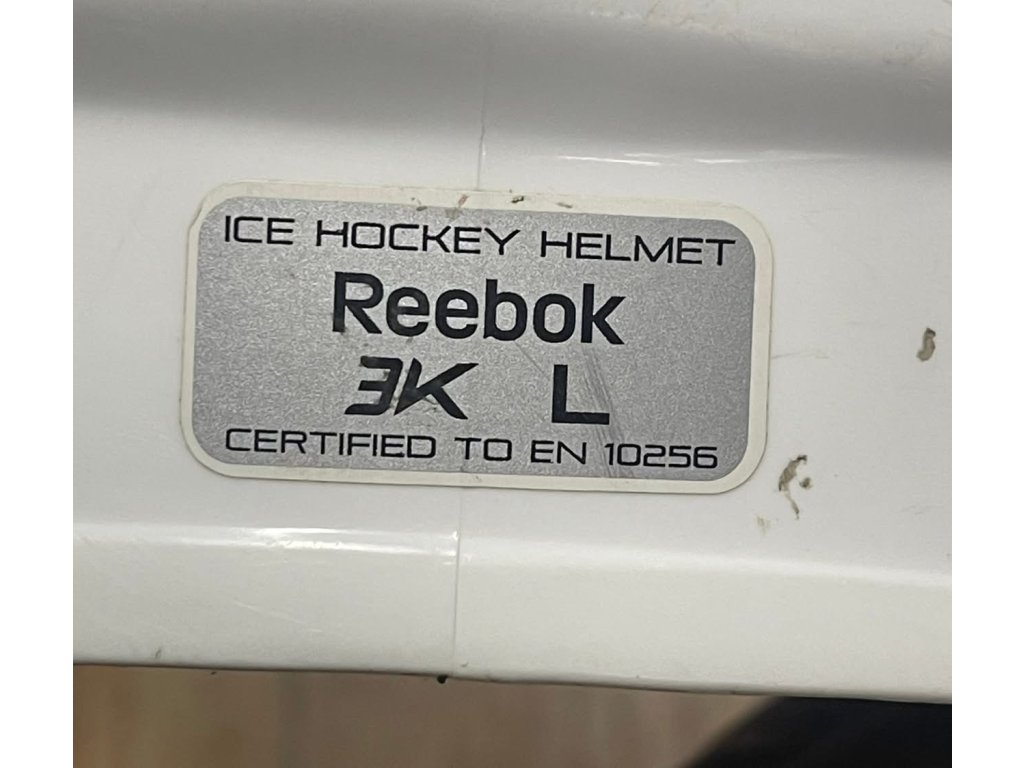 ICE HOCKEY HELMET
Reebok
3K L
CERTIFIED TO EN 10256